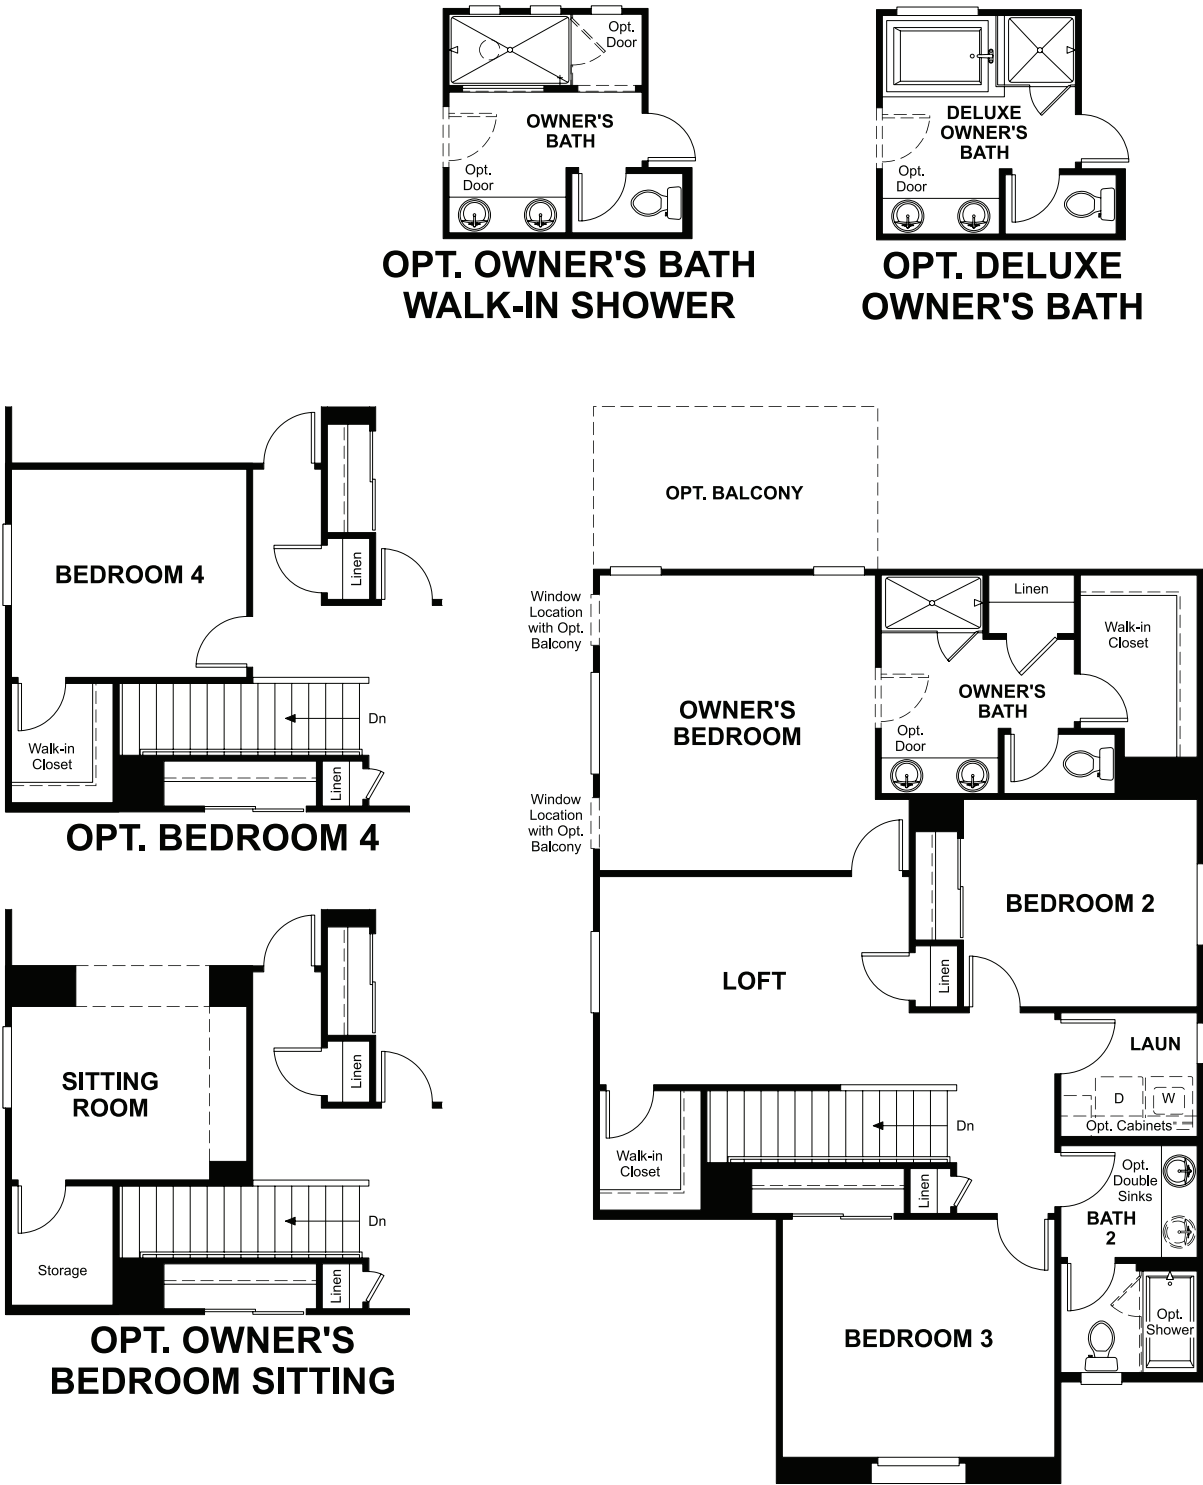 Opt.
Door
OWNER'S
BATH
Opt.
Door
OPT. OWNER'S BATH
WALK-IN SHOWER
DELUXE
OWNER'S
BATH
Opt.
Door
OPT. DELUXE
OWNER'S BATH
BEDROOM 4
Linen
Dn
Walk-in
Closet
Linen
OPT. BEDROOM 4
SITTING
ROOM
Linen
Dn
Storage
Linen
OPT. OWNER'S
BEDROOM SITTING
OPT. BALCONY
Window
Location
with Opt.
Balcony
Linen
Walk-in
Closet
OWNER'S
BEDROOM
OWNER'S
BATH
Opt.
Door
Window
Location
with Opt.
Balcony
BEDROOM 2
LOFT
Linen
LAUN
D
W
Opt. Cabinets
Dn
Walk-in
Closet
Linen
Opt.
Double
Sinks
BATH
2
BEDROOM 3
Opt.
Shower